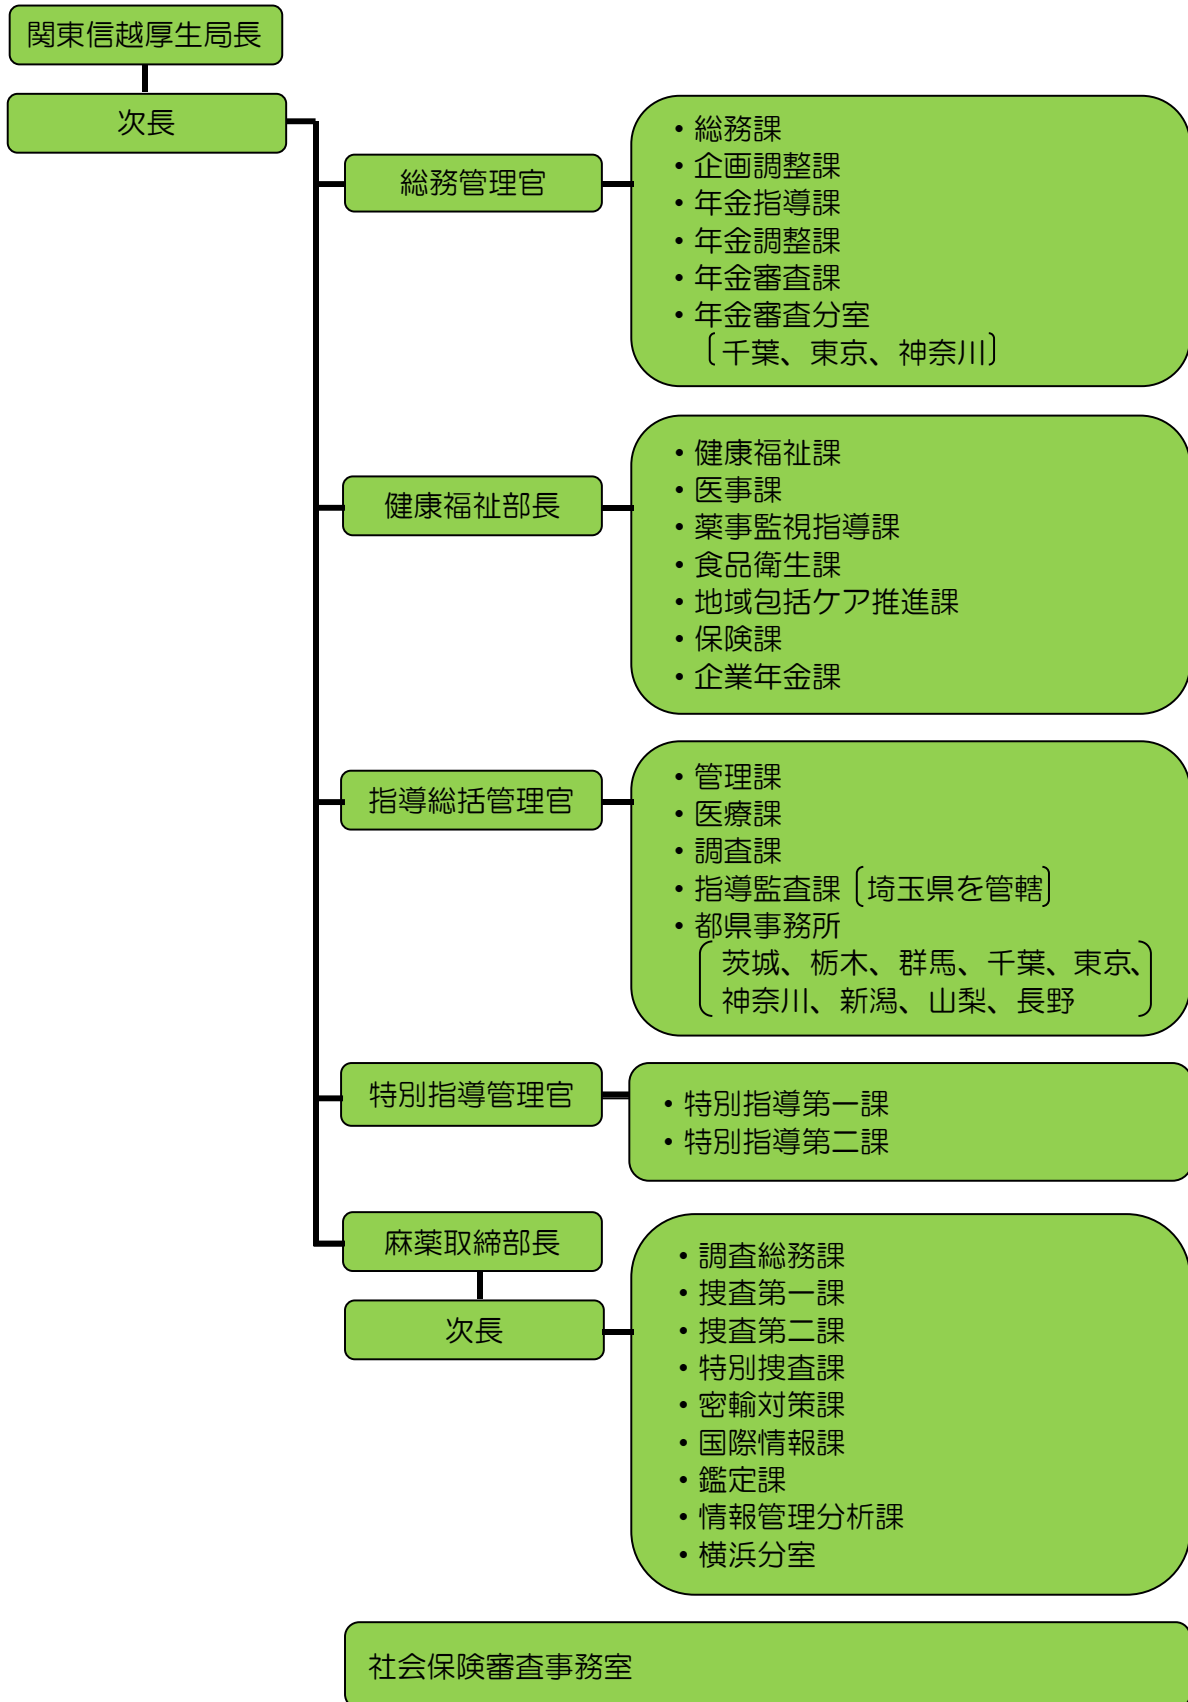 関東信越厚生局長
次長
総務管理官
・総務課
・企画調整課
・年金指導課
・年金調整課
・年金審査課
・年金審査分室
〔千葉、東京、神奈川〕
健康福祉部長
・健康福祉課
・医事課
・薬事監視指導課
・食品衛生課
・地域包括ケア推進課
・保険課
・企業年金課
指導総括管理官
・管理課
・医療課
・調査課
・指導監査課〔埼玉県を管轄〕
・都県事務所
茨城、栃木、群馬、千葉、東京、
神奈川、新潟、山梨、長野
特別指導管理官
・特別指導第一課
・特別指導第二課
麻薬取締部長
次長
・調査総務課
・捜査第一課
・捜査第二課
・特別捜査課
・密輸対策課
・国際情報課
・鑑定課
・情報管理分析課
・横浜分室
社会保険審査事務室